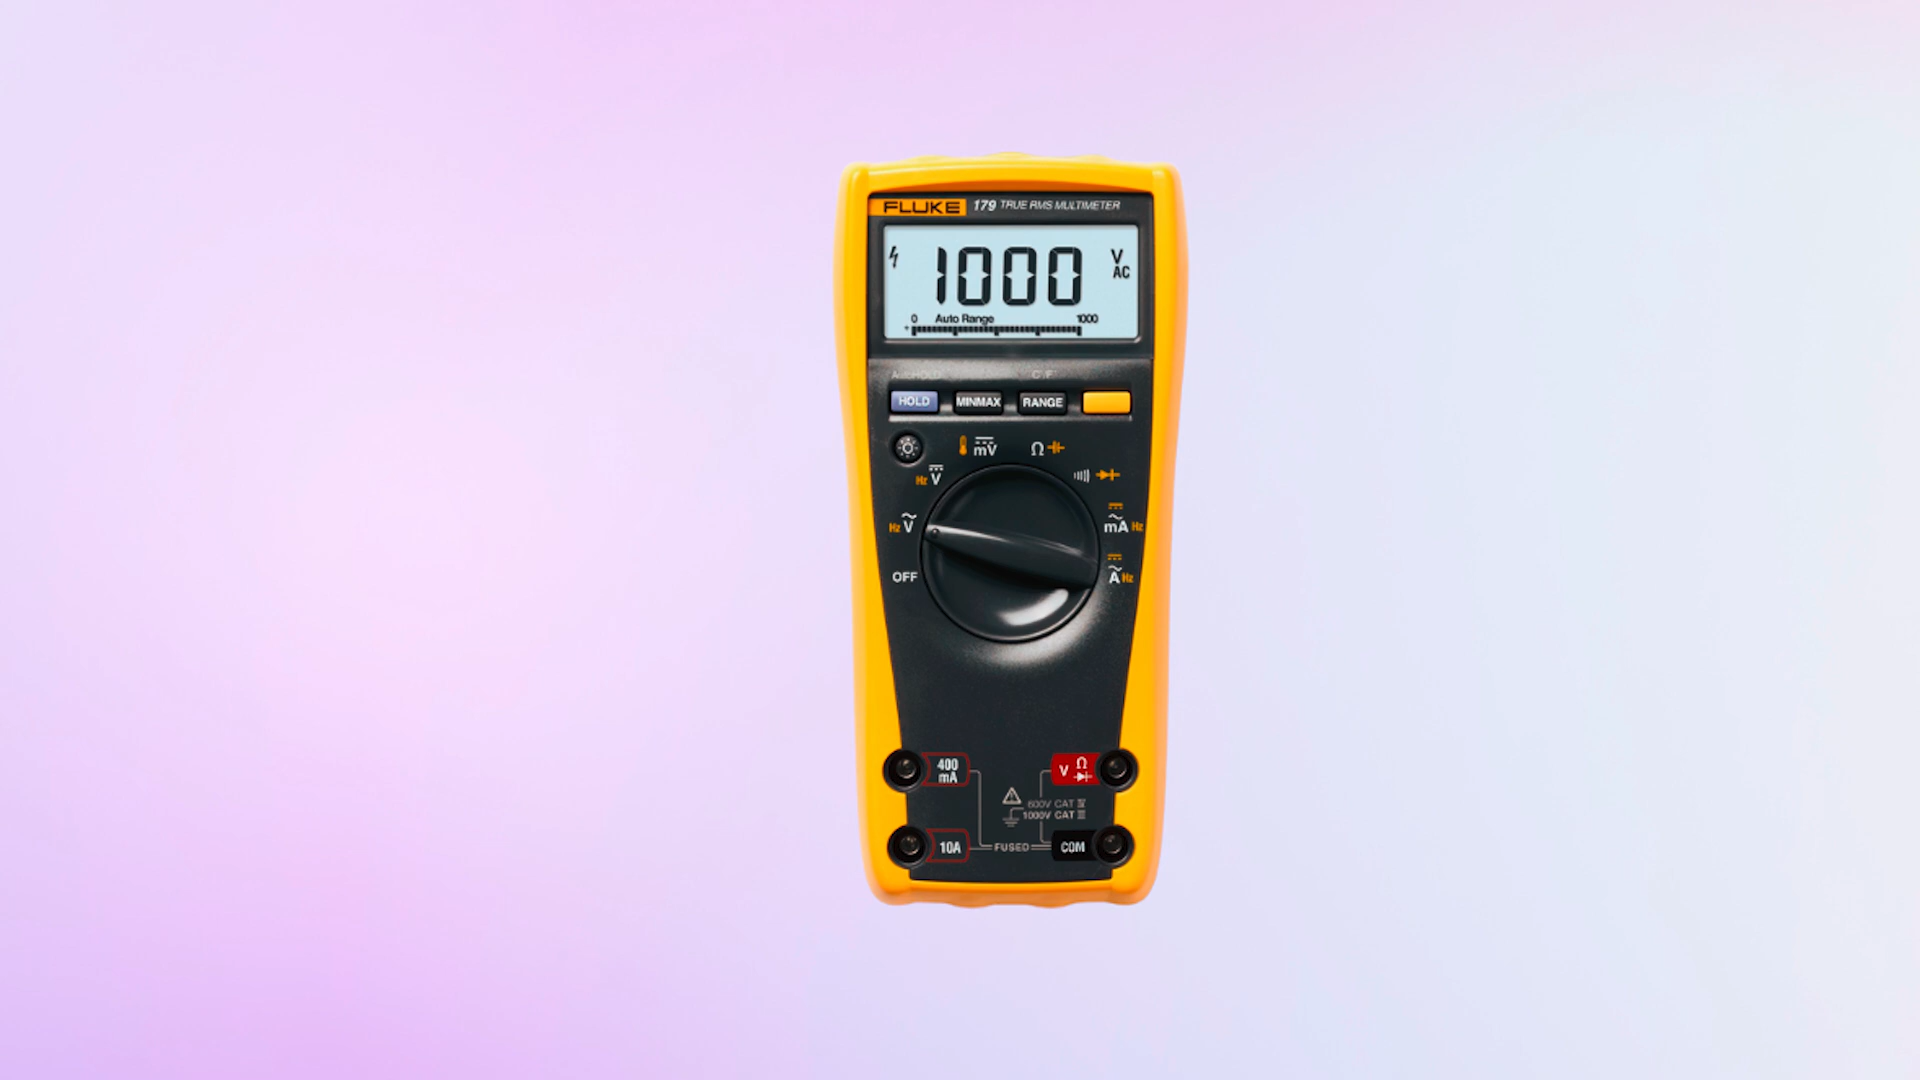 FLUKE 179 TRUE RMS MULTIMETER
1000 V AC
0 Auto Range 1000
AutoHOLD C°/F°
HOLD MINMAX RANGE
mV Ω
Hz V
Hz V mA Hz
OFF A Hz
400 mA V Ω
600V CAT IV
1000V CAT III
10A FUSED COM